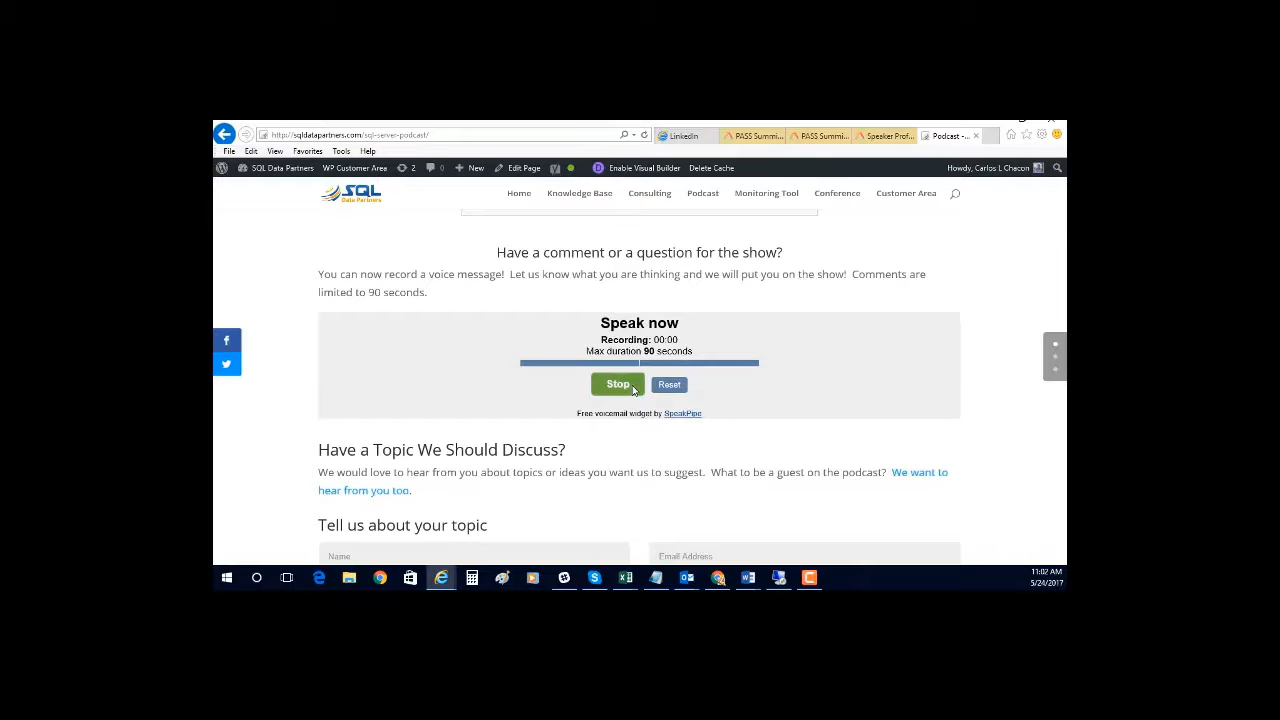 http://sqldatapartners.com/sql-server-podcast/
LinkedIn
PASS Summi...
PASS Summi...
Speaker Prof...
Podcast -...
File Edit View Favorites Tools Help
SQL Data Partners WP Customer Area 2 0 New Edit Page Enable Visual Builder Delete Cache Howdy, Carlos L Chacon
SQL
Data Partners
Home Knowledge Base Consulting Podcast Monitoring Tool Conference Customer Area
Have a comment or a question for the show?
You can now record a voice message! Let us know what you are thinking and we will put you on the show! Comments are
limited to 90 seconds.
Speak now
Recording: 00:00
Max duration 90 seconds
Stop Reset
Free voicemail widget by SpeakPipe
Have a Topic We Should Discuss?
We would love to hear from you about topics or ideas you want us to suggest. What to be a guest on the podcast? We want to
hear from you too.
Tell us about your topic
Name Email Address
11:02 AM
5/24/2017